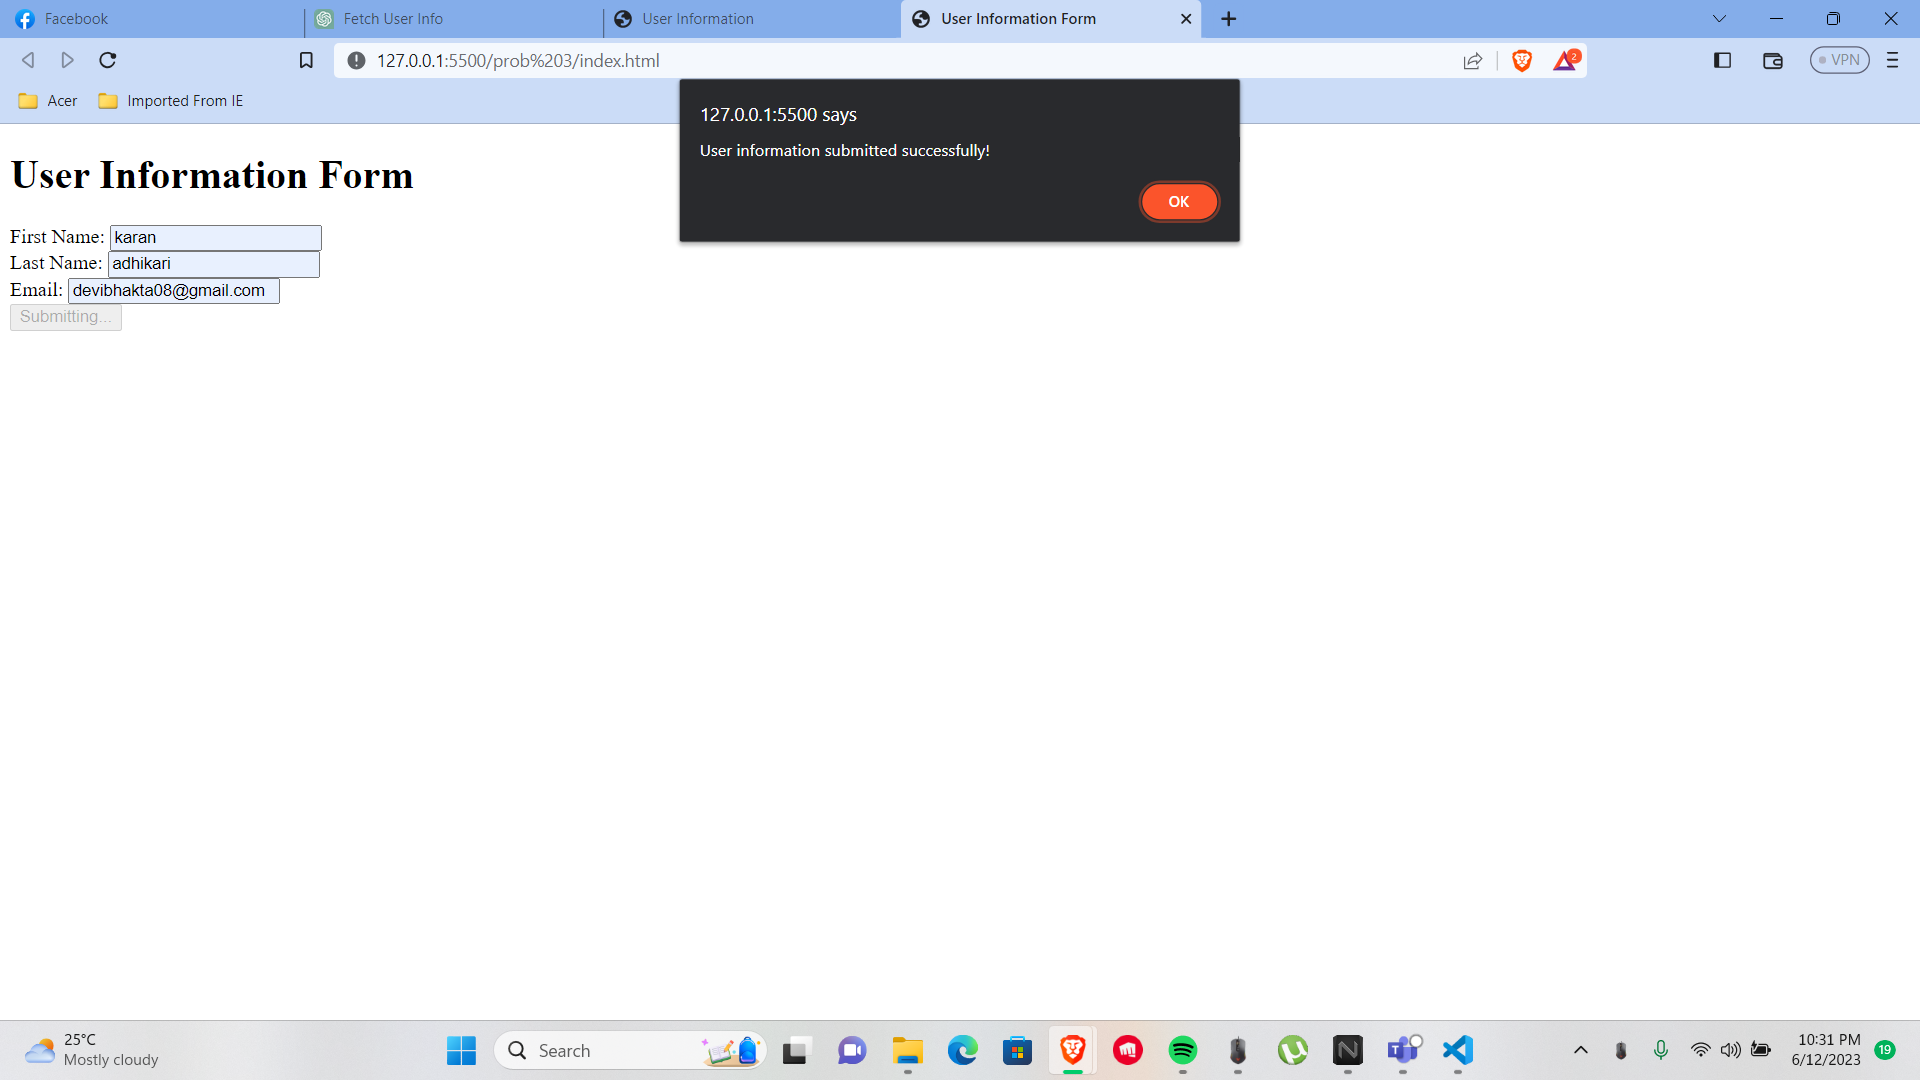 Facebook
Fetch User Info
User Information
User Information Form
127.0.0.1:5500/prob%203/index.html
2
VPN
Acer
Imported From IE
127.0.0.1:5500 says
User information submitted successfully!
OK
User Information Form
First Name: karan
Last Name: adhikari
Email: devibhakta08@gmail.com
Submitting...
25°C
Mostly cloudy
Search
10:31 PM
6/12/2023
19